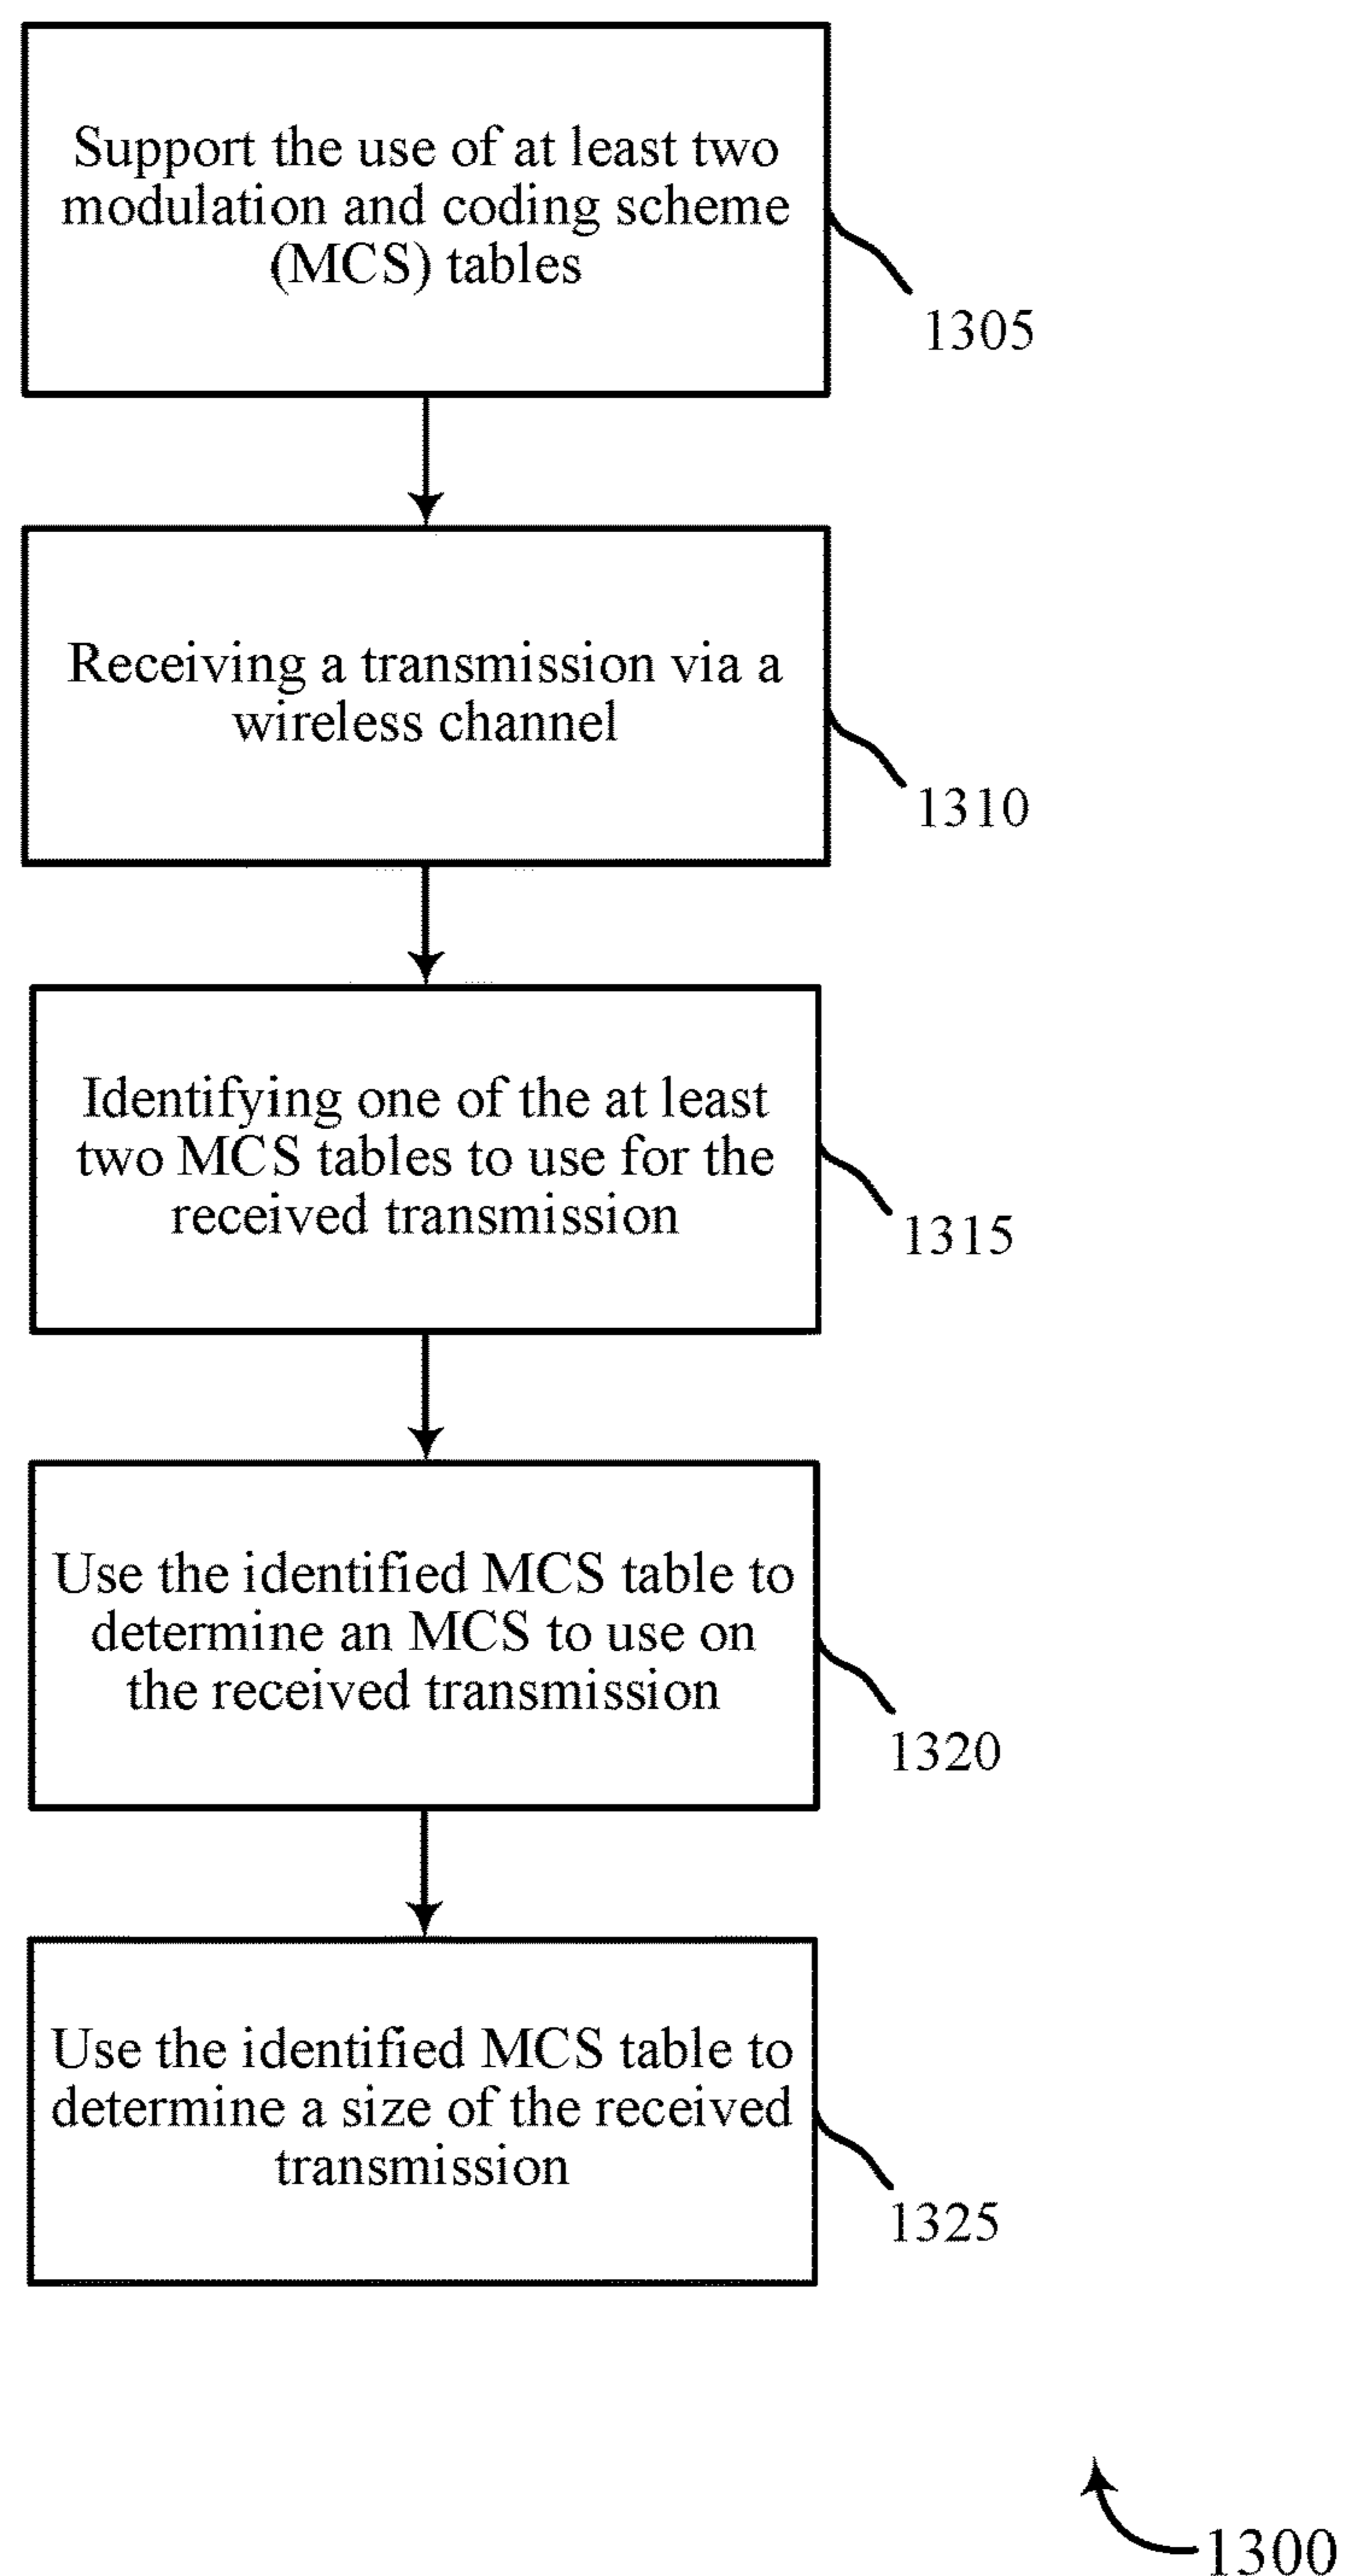 Support the use of at least two
modulation and coding scheme
(MCS) tables
1305
Receiving a transmission via a
wireless channel
1310
Identifying one of the at least
two MCS tables to use for the
received transmission
1315
Use the identified MCS table to
determine an MCS to use on
the received transmission
1320
Use the identified MCS table to
determine a size of the received
transmission
1325
1300